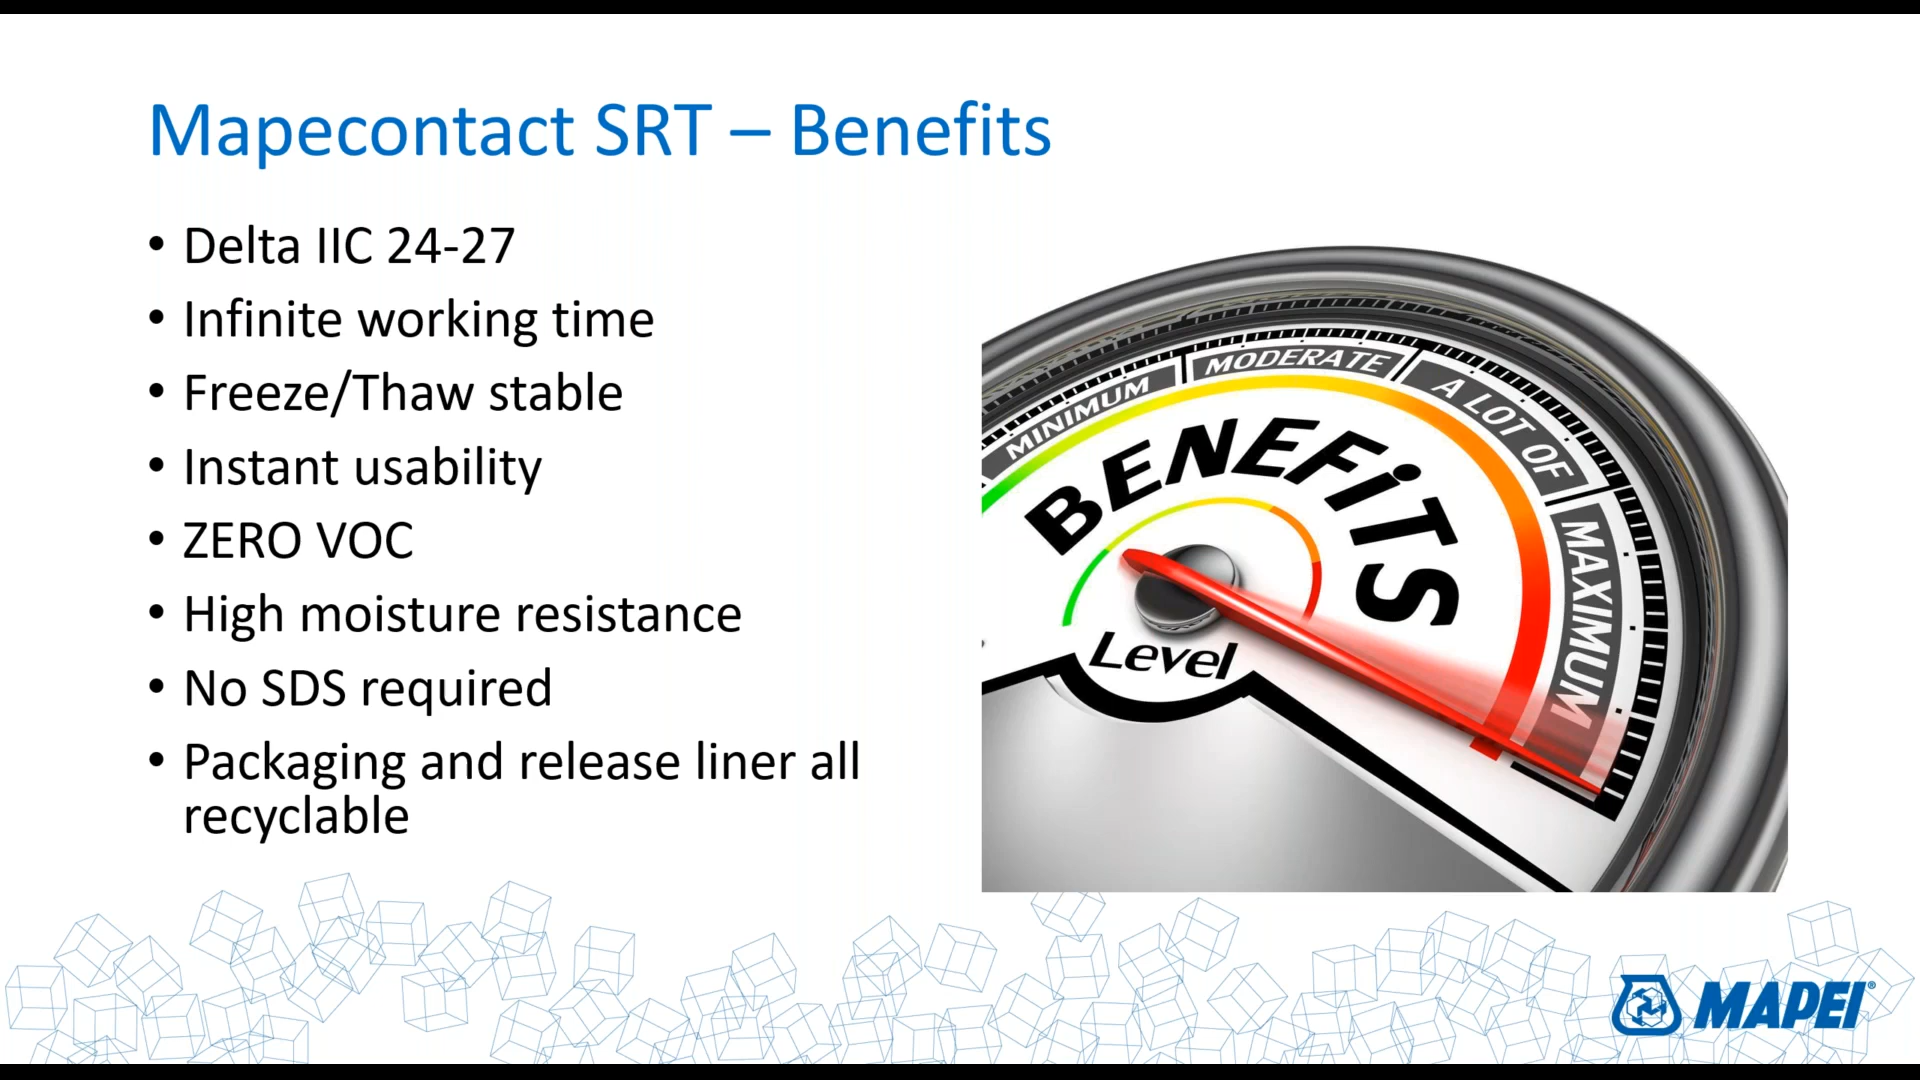 Mapecontact SRT – Benefits
• Delta IIC 24-27
• Infinite working time
• Freeze/Thaw stable
• Instant usability
• ZERO VOC
• High moisture resistance
• No SDS required
• Packaging and release liner all
recyclable
MINIMUM
MODERATE
A LOT OF
MAXIMUM
BENEFiTS
Level
MAPEI®